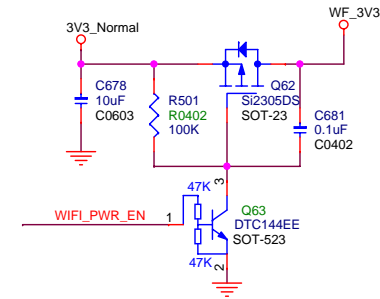 3V3_Normal
WF_3V3
C678
10uF
C0603
R501
R0402
100K
Q62
Si2305DS
SOT-23
C681
0.1uF
C0402
3
47K
Q63
DTC144EE
SOT-523
WIFI_PWR_EN
1
47K
2